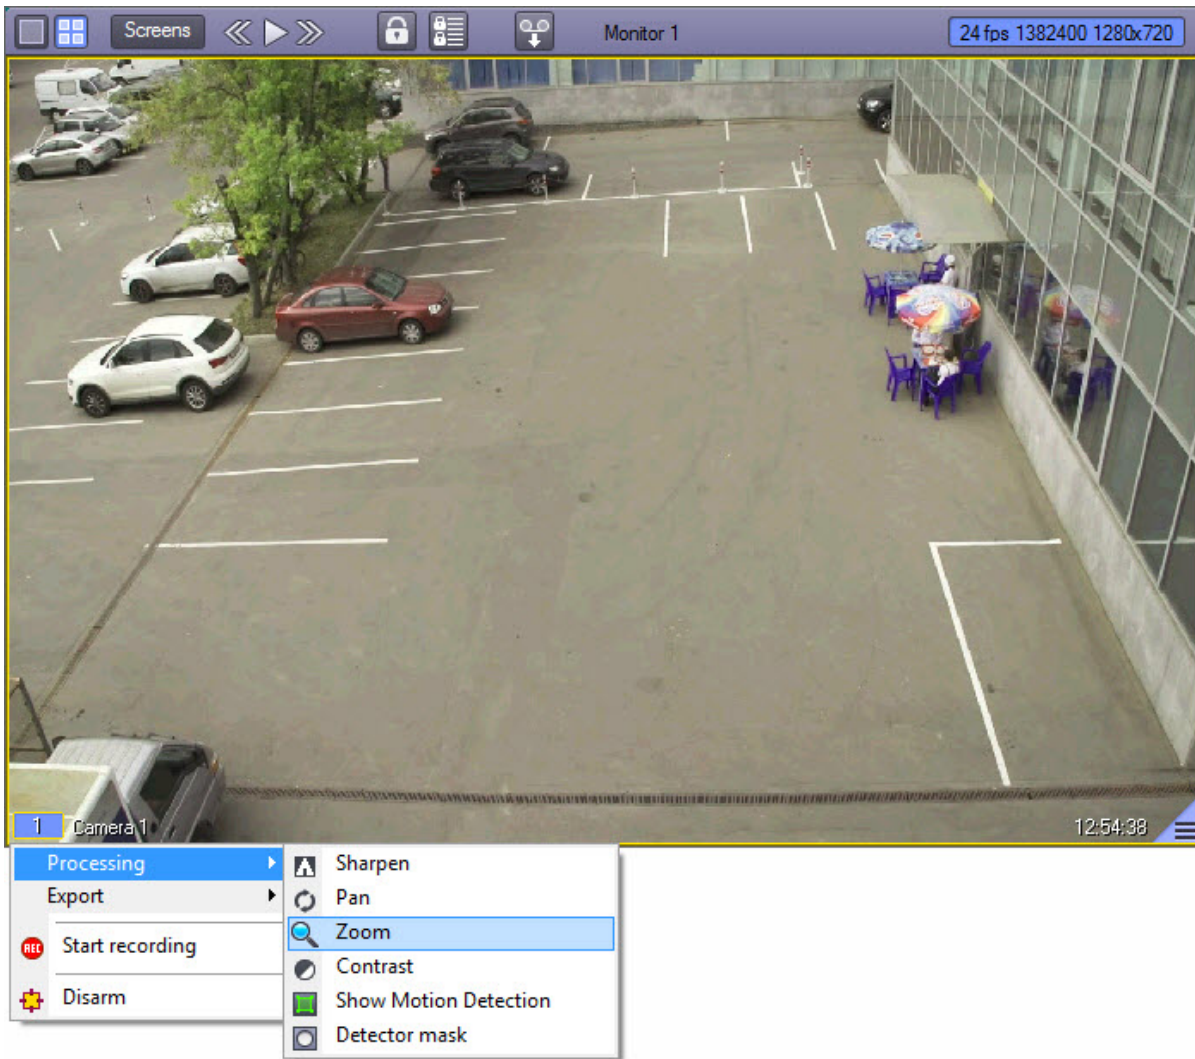 Screens
Monitor 1
24 fps 1382400 1280x720
1 Camera 1
12:54:38
Processing
Export
REC Start recording
Disarm
Sharpen
Pan
Zoom
Contrast
Show Motion Detection
Detector mask